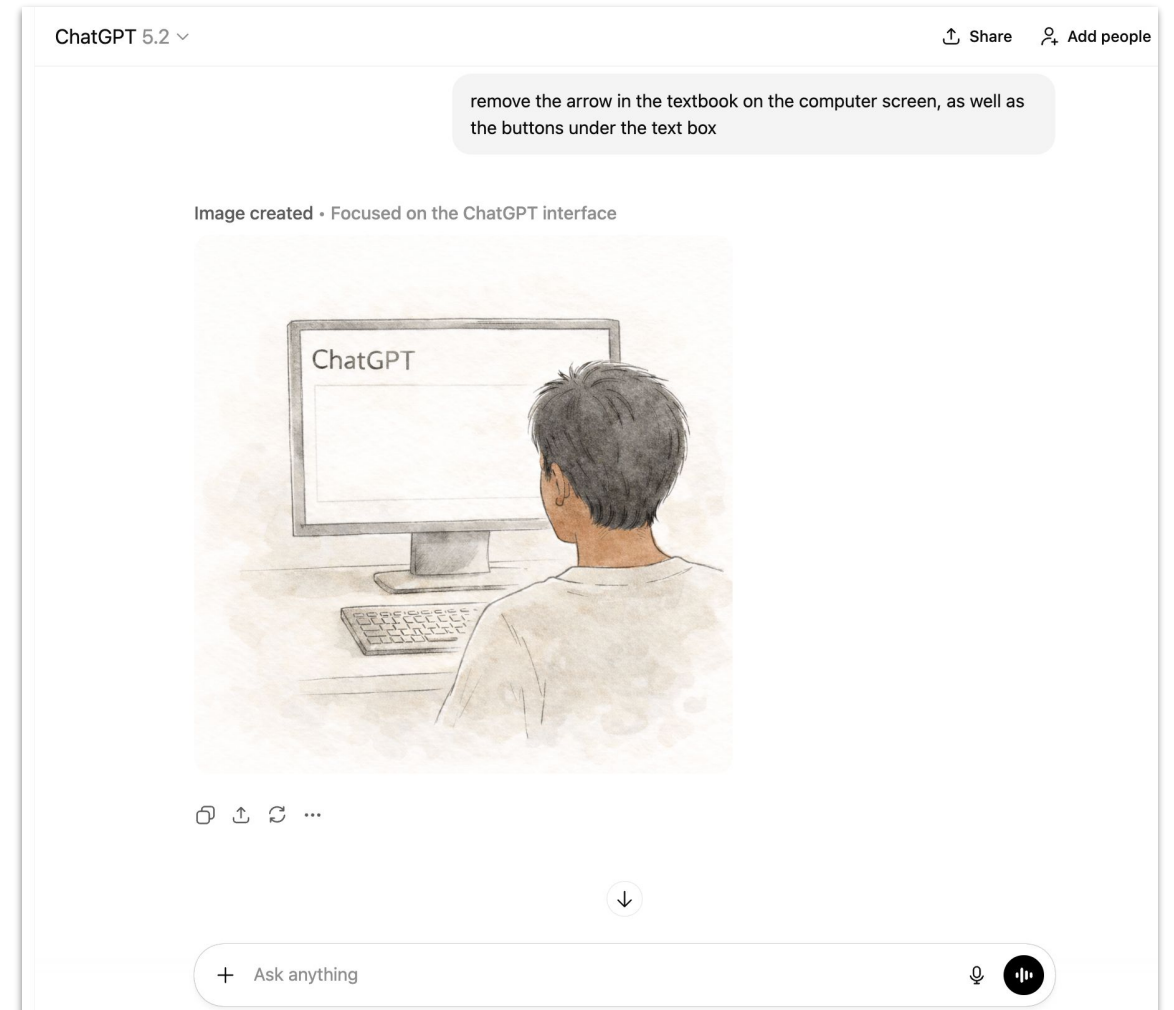 ChatGPT 5.2
Share
Add people
remove the arrow in the textbook on the computer screen, as well as
the buttons under the text box
Image created • Focused on the ChatGPT interface
ChatGPT
Ask anything